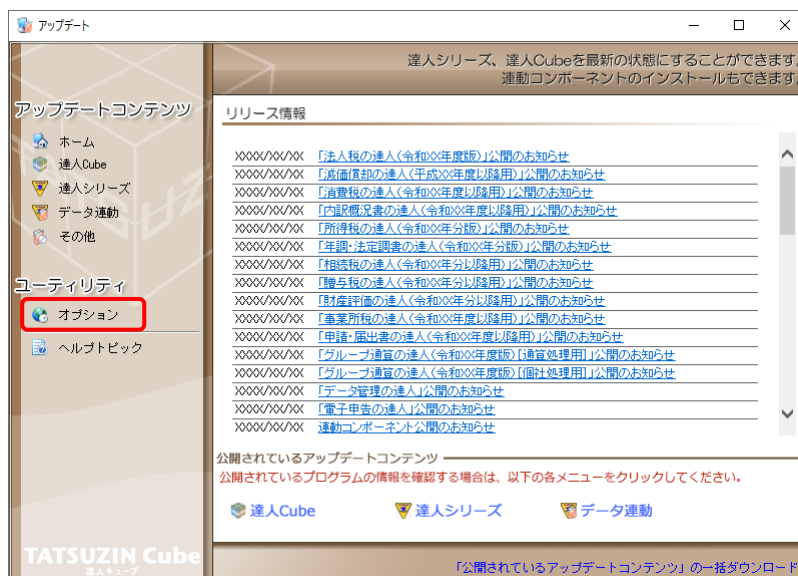 アップデート
達人シリーズ、達人Cubeを最新の状態にすることができます。
連動コンポーネントのインストールもできます。
アップデートコンテンツ
ホーム
達人Cube
達人シリーズ
データ連動
その他
ユーティリティ
オプション
ヘルプトピック
リリース情報
XXXX/XX/XX 「法人税の達人(令和XX年度版)」公開のお知らせ
XXXX/XX/XX 「減価償却の達人(平成XX年度以降用)」公開のお知らせ
XXXX/XX/XX 「消費税の達人(令和XX年度以降用)」公開のお知らせ
XXXX/XX/XX 「内訳概況書の達人(令和XX年度以降用)」公開のお知らせ
XXXX/XX/XX 「所得税の達人(令和XX年分版)」公開のお知らせ
XXXX/XX/XX 「年調・法定調書の達人(令和XX年分版)」公開のお知らせ
XXXX/XX/XX 「相続税の達人(令和XX年分以降用)」公開のお知らせ
XXXX/XX/XX 「贈与税の達人(令和XX年分以降用)」公開のお知らせ
XXXX/XX/XX 「財産評価の達人(令和XX年分以降用)」公開のお知らせ
XXXX/XX/XX 「事業所税の達人(令和XX年度以降用)」公開のお知らせ
XXXX/XX/XX 「申請・届出書の達人(令和XX年度以降用)」公開のお知らせ
XXXX/XX/XX 「グループ通算の達人(令和XX年度版)[通算処理用]」公開のお知らせ
XXXX/XX/XX 「グループ通算の達人(令和XX年度版)[個社処理用]」公開のお知らせ
XXXX/XX/XX 「データ管理の達人」公開のお知らせ
XXXX/XX/XX 「電子申告の達人」公開のお知らせ
XXXX/XX/XX 連動コンポーネント公開のお知らせ
公開されているアップデートコンテンツ
公開されているプログラムの情報を確認する場合は、以下の各メニューをクリックしてください。
達人Cube 達人シリーズ データ連動
TATSUZIN Cube
達人キューブ
「公開されているアップデートコンテンツ」の一括ダウンロード